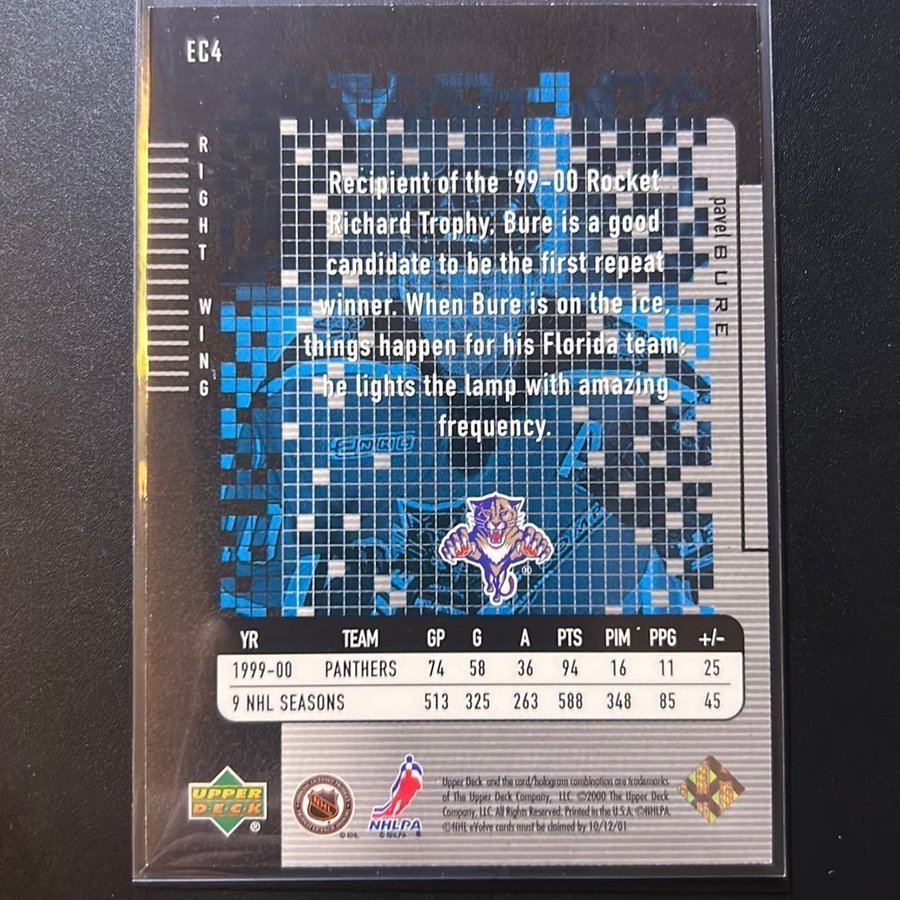 EC4
RIGHT WING
pavel BURE
Recipient of the '99-00 Rocket
Richard Trophy, Bure is a good
candidate to be the first repeat
winner. When Bure is on the ice,
things happen for his Florida team;
he lights the lamp with amazing
frequency.
YR TEAM GP G A PTS PIM PPG +/-
1999-00 PANTHERS 74 58 36 94 16 11 25
9 NHL SEASONS 513 325 263 588 348 85 45
UPPER
DECK
®
NHL
© NHL
NHLPA
© NHLPA
Upper Deck and the card/hologram combination are trademarks
of The Upper Deck Company, LLC. ©2000 The Upper Deck
Company, LLC. All Rights Reserved. Printed in the U.S.A. ©NHLPA.
©NHL eVolve cards must be claimed by 10/12/01